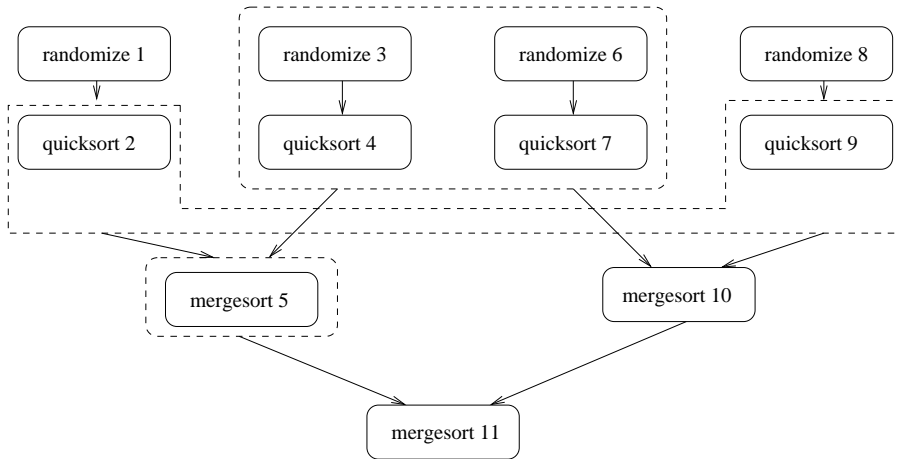 randomize 1
randomize 3
randomize 6
randomize 8
quicksort 2
quicksort 4
quicksort 7
quicksort 9
mergesort 5
mergesort 10
mergesort 11